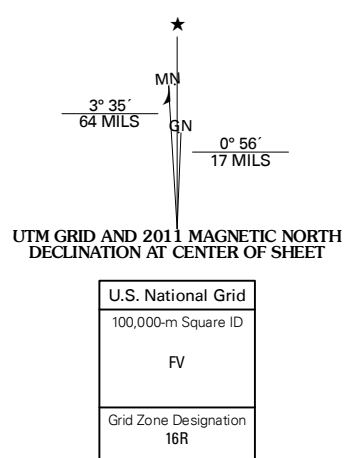 ★
MN
3° 35´
64 MILS
GN
0° 56´
17 MILS
UTM GRID AND 2011 MAGNETIC NORTH
DECLINATION AT CENTER OF SHEET
U.S. National Grid
100,000-m Square ID
FV
Grid Zone Designation
16R